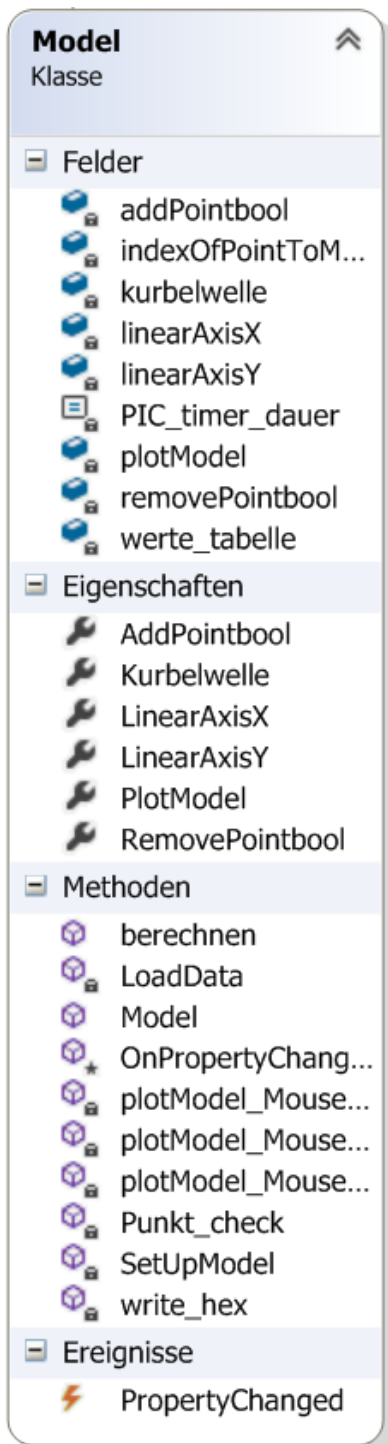 Model
Klasse
Felder
addPointbool
indexOfPointToM...
kurbelwelle
linearAxisX
linearAxisY
PIC_timer_dauer
plotModel
removePointbool
werte_tabelle
Eigenschaften
AddPointbool
Kurbelwelle
LinearAxisX
LinearAxisY
PlotModel
RemovePointbool
Methoden
berechnen
LoadData
Model
OnPropertyChang...
plotModel_Mouse...
plotModel_Mouse...
plotModel_Mouse...
Punkt_check
SetUpModel
write_hex
Ereignisse
PropertyChanged